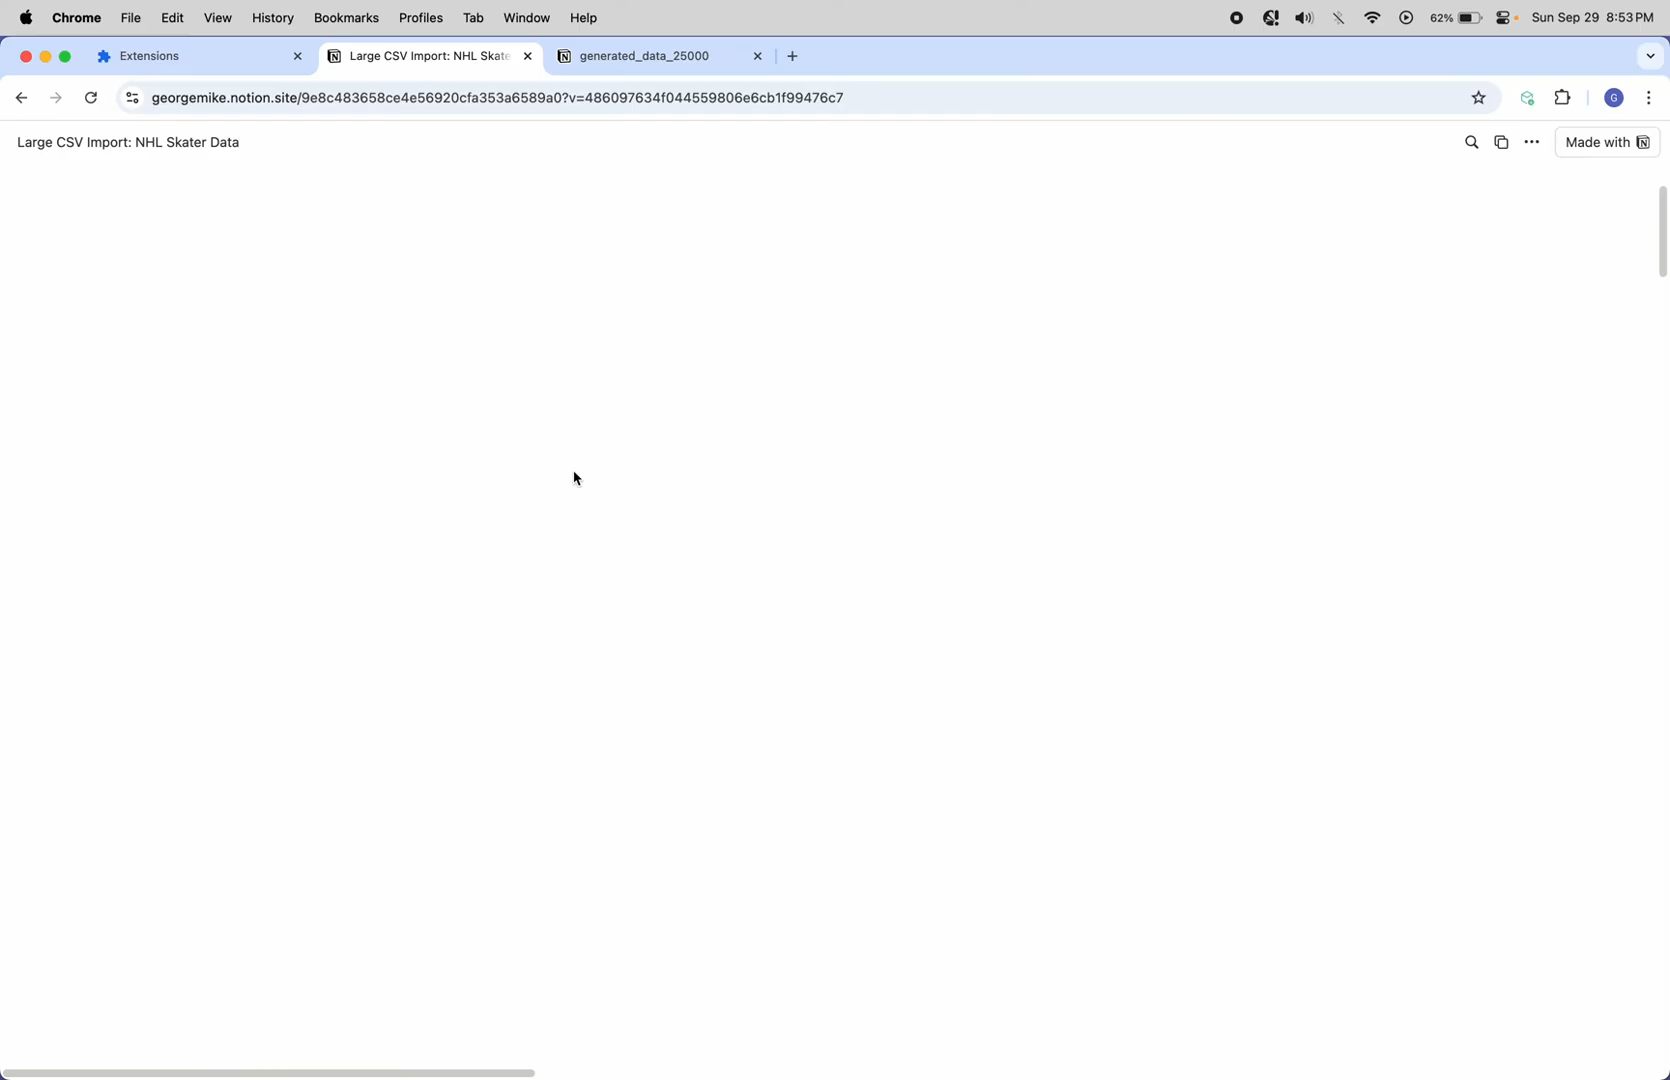 Chrome File Edit View History Bookmarks Profiles Tab Window Help 62% Sun Sep 29 8:53 PM
Extensions Large CSV Import: NHL Skate generated_data_25000
georgemike.notion.site/9e8c483658ce4e56920cfa353a6589a0?v=486097634f044559806e6cb1f99476c7 G
Large CSV Import: NHL Skater Data Made with